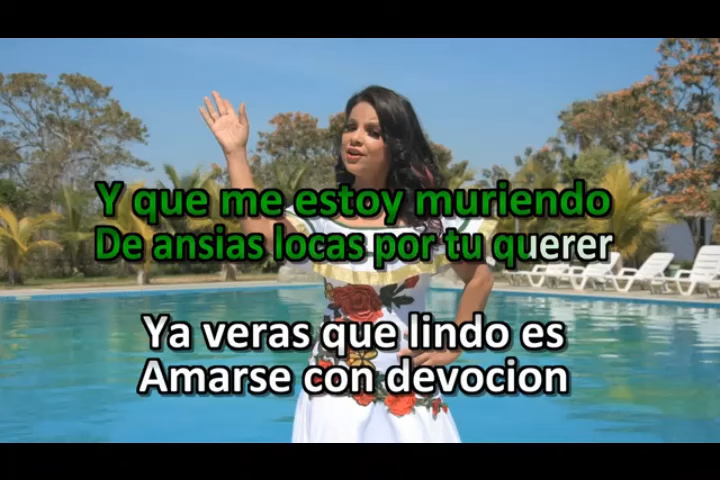 Y que me estoy muriendo
De ansias locas por tu querer
Ya veras que lindo es
Amarse con devocion